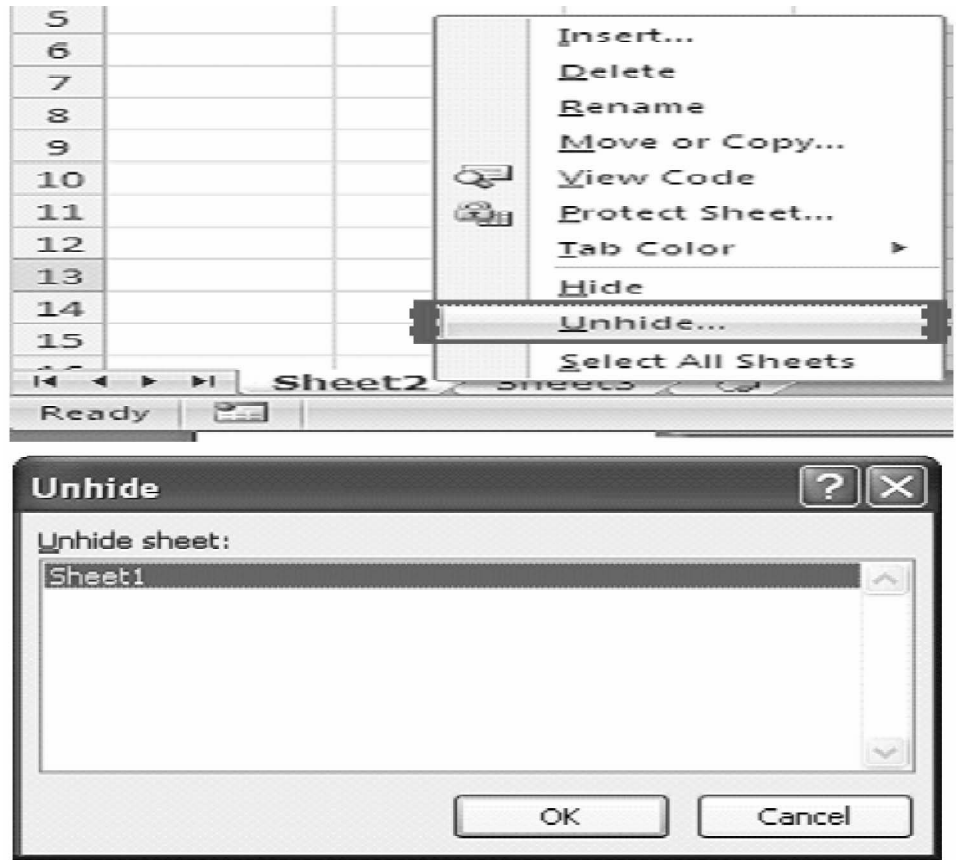 5
6
7
8
9
10
11
12
13
14
15
Insert...
Delete
Rename
Move or Copy...
View Code
Protect Sheet...
Tab Color
Hide
Unhide...
Select All Sheets
Sheet2 Sheet3
Ready
Unhide
Unhide sheet:
Sheet1
OK Cancel